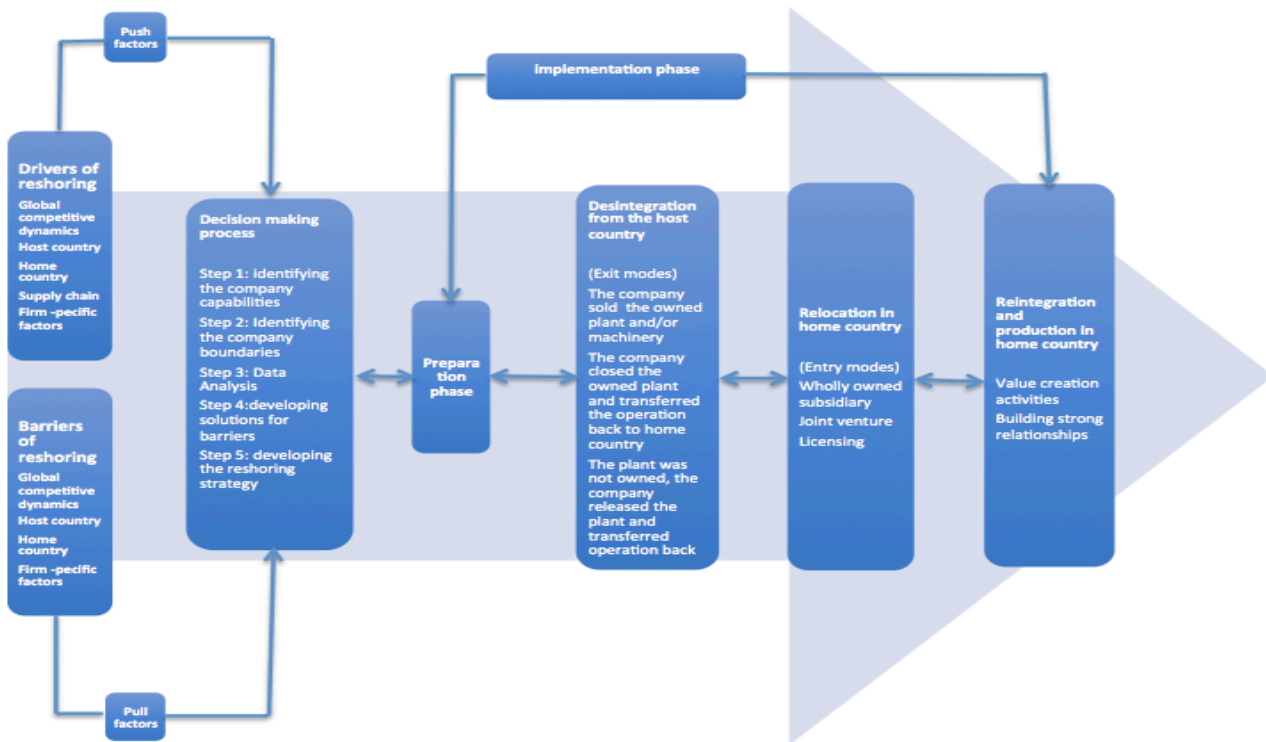 Push
factors
Implementation phase
Drivers of
reshoring
Global
competitive
dynamics
Host country
Home
country
Supply chain
Firm -pecific
factors
Barriers
of
reshoring
Global
competitive
dynamics
Host country
Home
country
Firm -pecific
factors
Pull
factors
Decision making
process
Step 1: identifying
the company
capabilities
Step 2: Identifying
the company
boundaries
Step 3: Data
Analysis
Step 4:developing
solutions for
barriers
Step 5: developing
the reshoring
strategy
Prepara
tion
phase
Desintegration
from the host
country
(Exit modes)
The company
sold the owned
plant and/or
machinery
The company
closed the
owned plant
and transferred
the operation
back to home
country
The plant was
not owned, the
company
released the
plant and
transferred
operation back
Relocation in
home country
(Entry modes)
Wholly owned
subsidiary
Joint venture
Licensing
Reintegration
and
production in
home country
Value creation
activities
Building strong
relationships